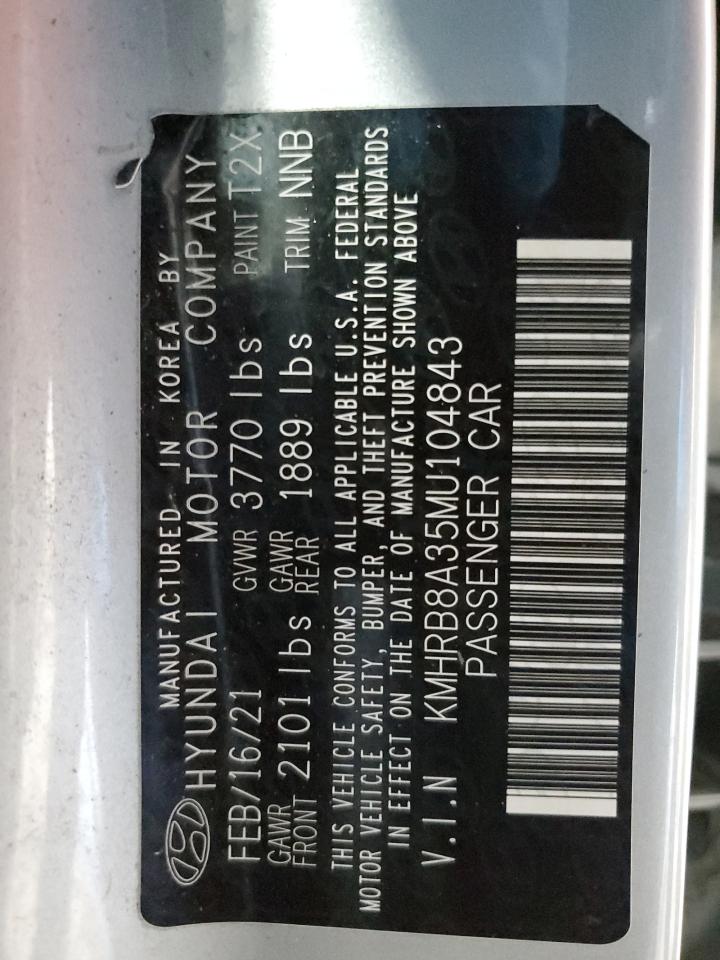 MANUFACTURED IN KOREA BY
HYUNDAI MOTOR COMPANY
FEB/16/21 GVWR 3770 lbs PAINT T2X
GAWR FRONT 2101 lbs GAWR REAR 1889 lbs TRIM NNB
THIS VEHICLE CONFORMS TO ALL APPLICABLE U.S.A. FEDERAL
MOTOR VEHICLE SAFETY, BUMPER, AND THEFT PREVENTION STANDARDS
IN EFFECT ON THE DATE OF MANUFACTURE SHOWN ABOVE
V.I.N KMHRB8A35MU104843
PASSENGER CAR